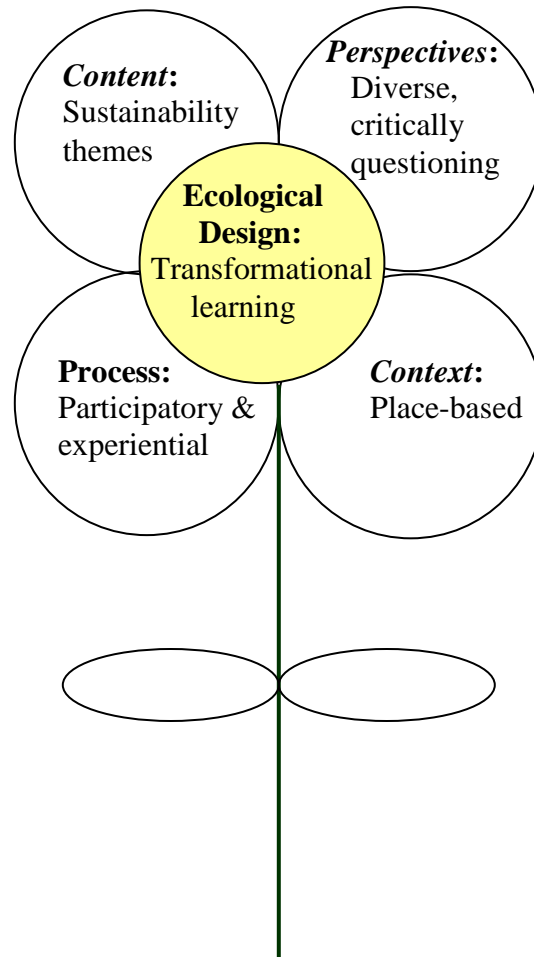 Content:
Sustainability
themes
Perspectives:
Diverse,
critically
questioning
Ecological
Design:
Transformational
learning
Process:
Participatory &
experiential
Context:
Place-based